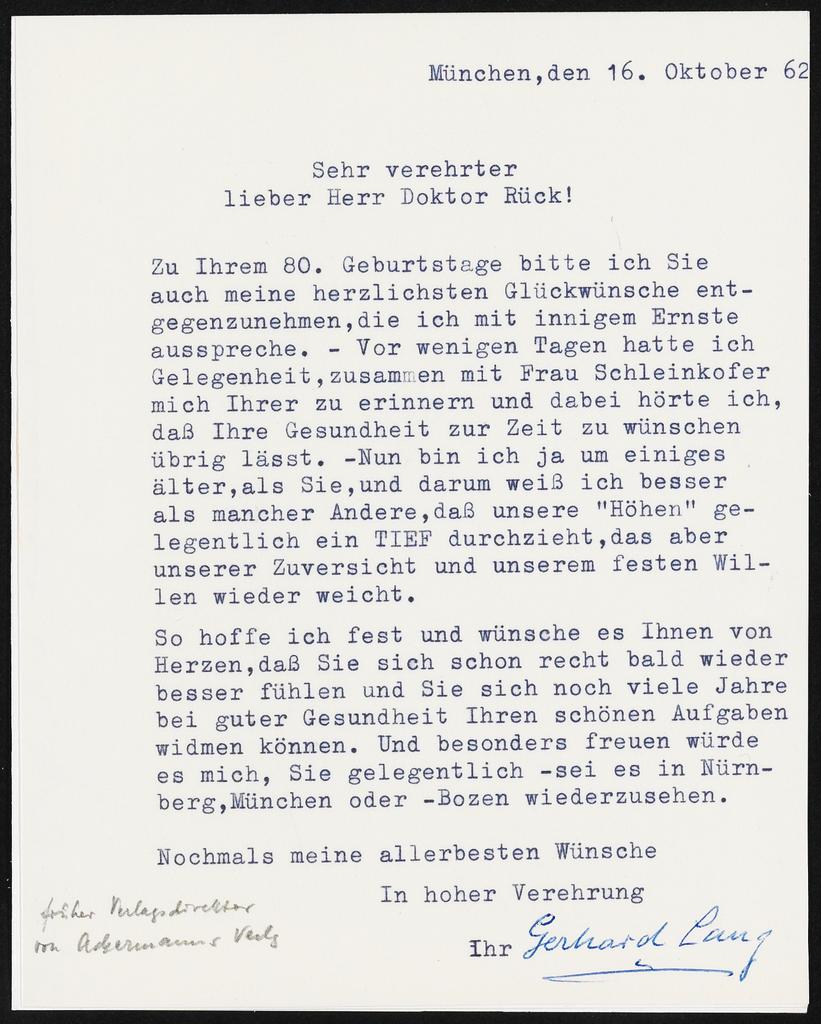 München,den 16. Oktober 62
Sehr verehrter
lieber Herr Doktor Rück!
Zu Ihrem 80. Geburtstage bitte ich Sie
auch meine herzlichsten Glückwünsche ent-
gegenzunehmen,die ich mit innigem Ernste
ausspreche. - Vor wenigen Tagen hatte ich
Gelegenheit,zusammen mit Frau Schleinkofer
mich Ihrer zu erinnern und dabei hörte ich,
daß Ihre Gesundheit zur Zeit zu wünschen
übrig lässt. -Nun bin ich ja um einiges
älter,als Sie,und darum weiß ich besser
als mancher Andere,daß unsere "Höhen" ge-
legentlich ein TIEF durchzieht,das aber
unserer Zuversicht und unserem festen Wil-
len wieder weicht.
So hoffe ich fest und wünsche es Ihnen von
Herzen,daß Sie sich schon recht bald wieder
besser fühlen und Sie sich noch viele Jahre
bei guter Gesundheit Ihren schönen Aufgaben
widmen können. Und besonders freuen würde
es mich, Sie gelegentlich -sei es in Nürn-
berg,München oder -Bozen wiederzusehen.
Nochmals meine allerbesten Wünsche
In hoher Verehrung
Ihr Gerhard Lang
früher Verlagsdirektor
von Ackermanns Verlg